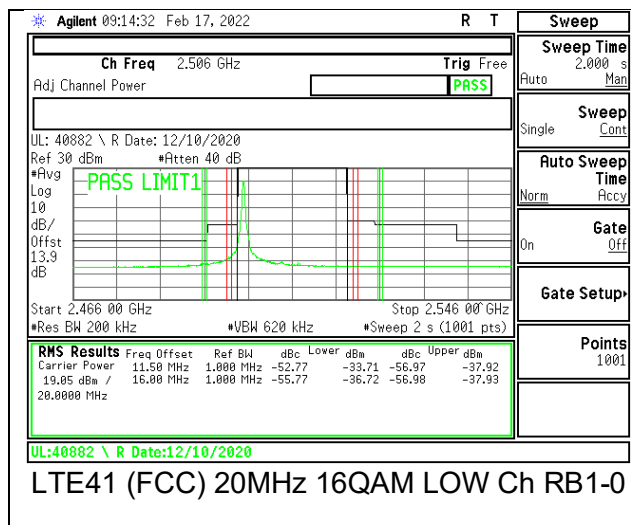 Agilent 09:14:32 Feb 17, 2022 R T
Sweep
Ch Freq 2.506 GHz Trig Free
Adj Channel Power PASS
Sweep Time
2.000 s
Auto Man
Sweep
Single Cont
UL: 40882 \ R Date: 12/10/2020
Ref 30 dBm #Atten 40 dB
#Avg
Log
10
dB/
Offst
13.9
dB
PASS LIMIT1
Auto Sweep
Time
Norm Accy
Gate
On Off
Start 2.466 00 GHz Stop 2.546 00 GHz
#Res BW 200 kHz #VBW 620 kHz #Sweep 2 s (1001 pts)
Gate Setup
RMS Results Freq Offset Ref BW dBc Lower dBm dBc Upper dBm
Carrier Power 11.50 MHz 1.000 MHz -52.77 -33.71 -56.97 -37.92
19.05 dBm / 16.00 MHz 1.000 MHz -55.77 -36.72 -56.98 -37.93
20.0000 MHz
Points
1001
UL:40882 \ R Date:12/10/2020
LTE41 (FCC) 20MHz 16QAM LOW Ch RB1-0